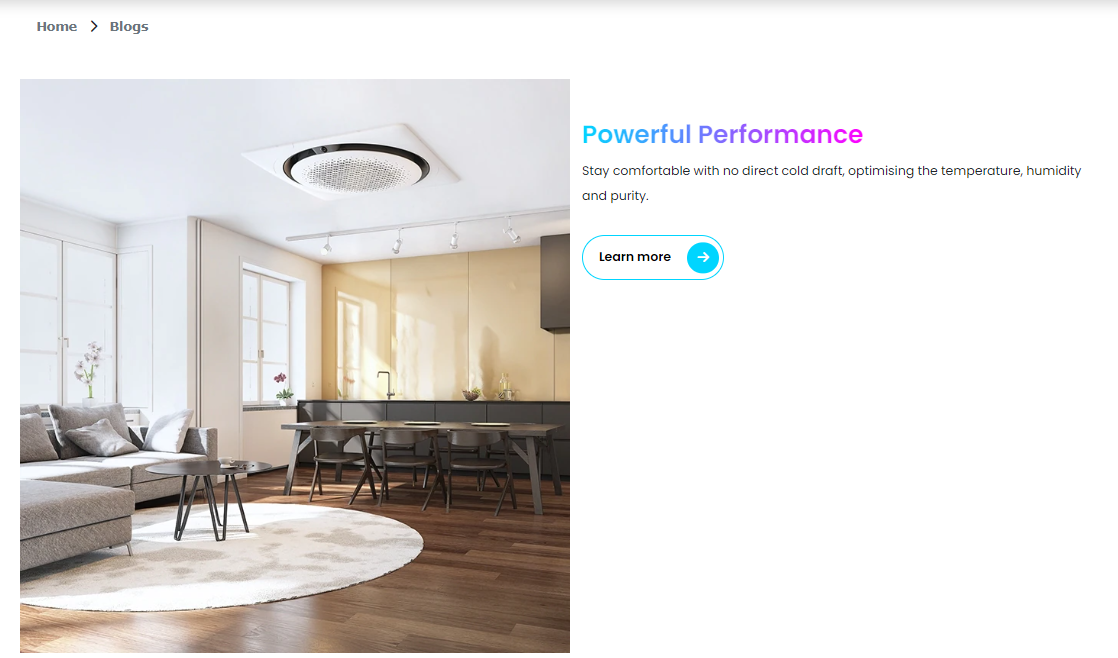 Home > Blogs
Powerful Performance
Stay comfortable with no direct cold draft, optimising the temperature, humidity
and purity.
Learn more